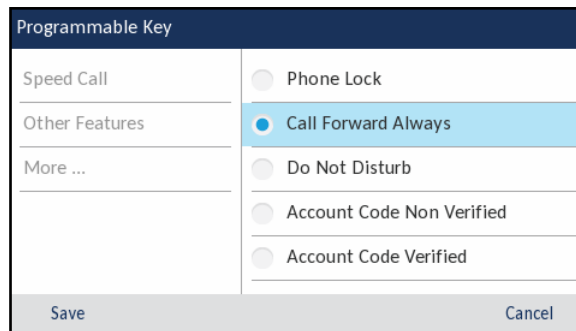 Programmable Key
Speed Call
Other Features
More ...
Phone Lock
Call Forward Always
Do Not Disturb
Account Code Non Verified
Account Code Verified
Save
Cancel